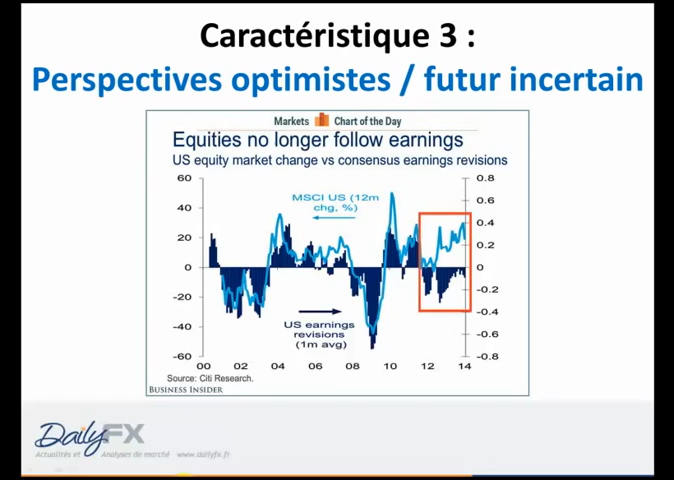 Caractéristique 3 :
Perspectives optimistes / futur incertain
Markets Chart of the Day
Equities no longer follow earnings
US equity market change vs consensus earnings revisions
60 0.8
0.6
40 0.4
20 0.2
0 0
-20 -0.2
-0.4
-40 -0.6
-60 -0.8
MSCI US (12m
chg, %)
US earnings
revisions
(1m avg)
00 02 04 06 08 10 12 14
Source: Citi Research.
BUSINESS INSIDER
DailyFX
Actualités et Analyses de marché www.dailyfx.fr